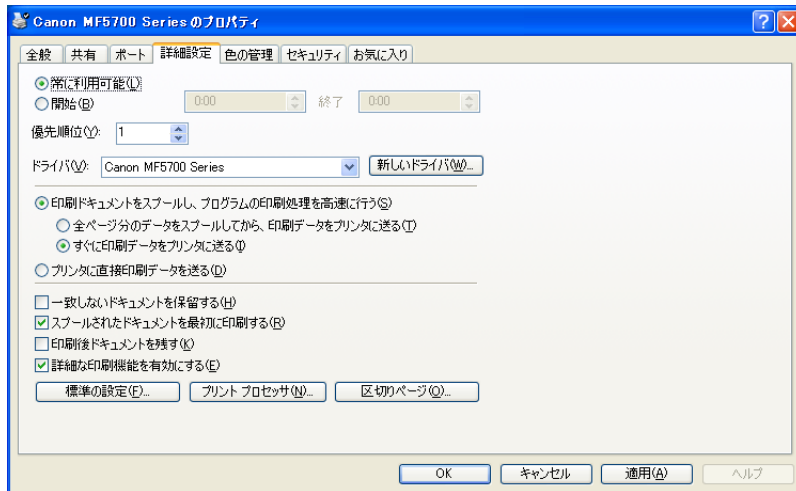 Canon MF5700 Series のプロパティ
全般 共有 ポート 詳細設定 色の管理 セキュリティ お気に入り
常に利用可能(L)
開始(B) 0:00 終了 0:00
優先順位(Y): 1
ドライバ(V): Canon MF5700 Series 新しいドライバ(W)...
印刷ドキュメントをスプールし、プログラムの印刷処理を高速に行う(S)
全ページ分のデータをスプールしてから、印刷データをプリンタに送る(T)
すぐに印刷データをプリンタに送る(I)
プリンタに直接印刷データを送る(D)
一致しないドキュメントを保留する(H)
スプールされたドキュメントを最初に印刷する(R)
印刷後ドキュメントを残す(K)
詳細な印刷機能を有効にする(E)
標準の設定(F)... プリント プロセッサ(N)... 区切りページ(O)...
OK キャンセル 適用(A) ヘルプ